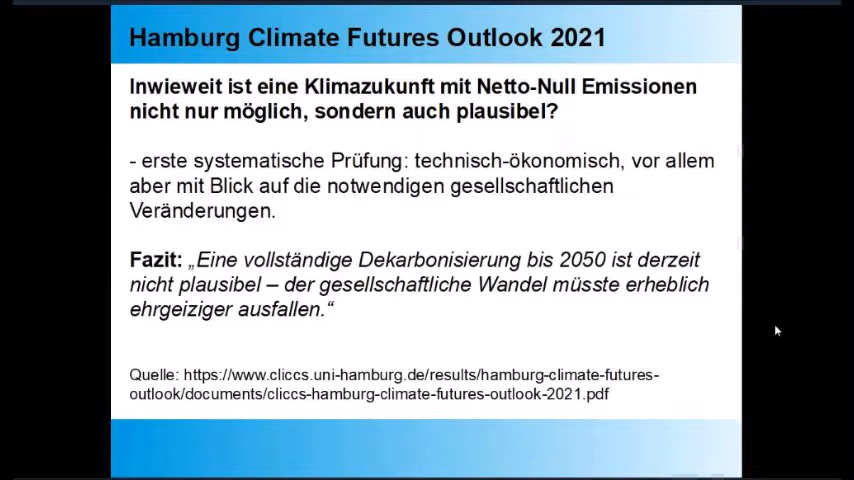 Hamburg Climate Futures Outlook 2021
Inwieweit ist eine Klimazukunft mit Netto-Null Emissionen
nicht nur möglich, sondern auch plausibel?
- erste systematische Prüfung: technisch-ökonomisch, vor allem
aber mit Blick auf die notwendigen gesellschaftlichen
Veränderungen.
Fazit: „Eine vollständige Dekarbonisierung bis 2050 ist derzeit
nicht plausibel – der gesellschaftliche Wandel müsste erheblich
ehrgeiziger ausfallen.“
Quelle: https://www.cliccs.uni-hamburg.de/results/hamburg-climate-futures-
outlook/documents/cliccs-hamburg-climate-futures-outlook-2021.pdf